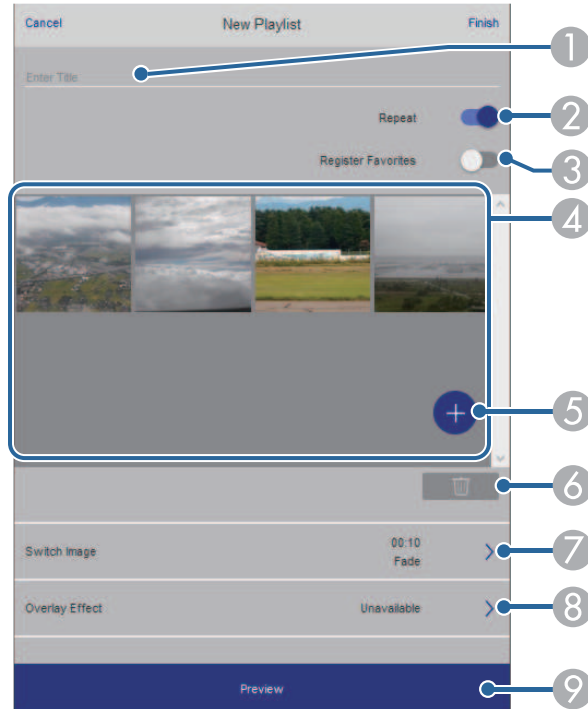 Cancel New Playlist Finish
1
Enter Title
Repeat 2
Register Favorites 3
4
+ 5
6
Switch Image 00:10 7
Fade
Overlay Effect Unavailable 8
Preview 9